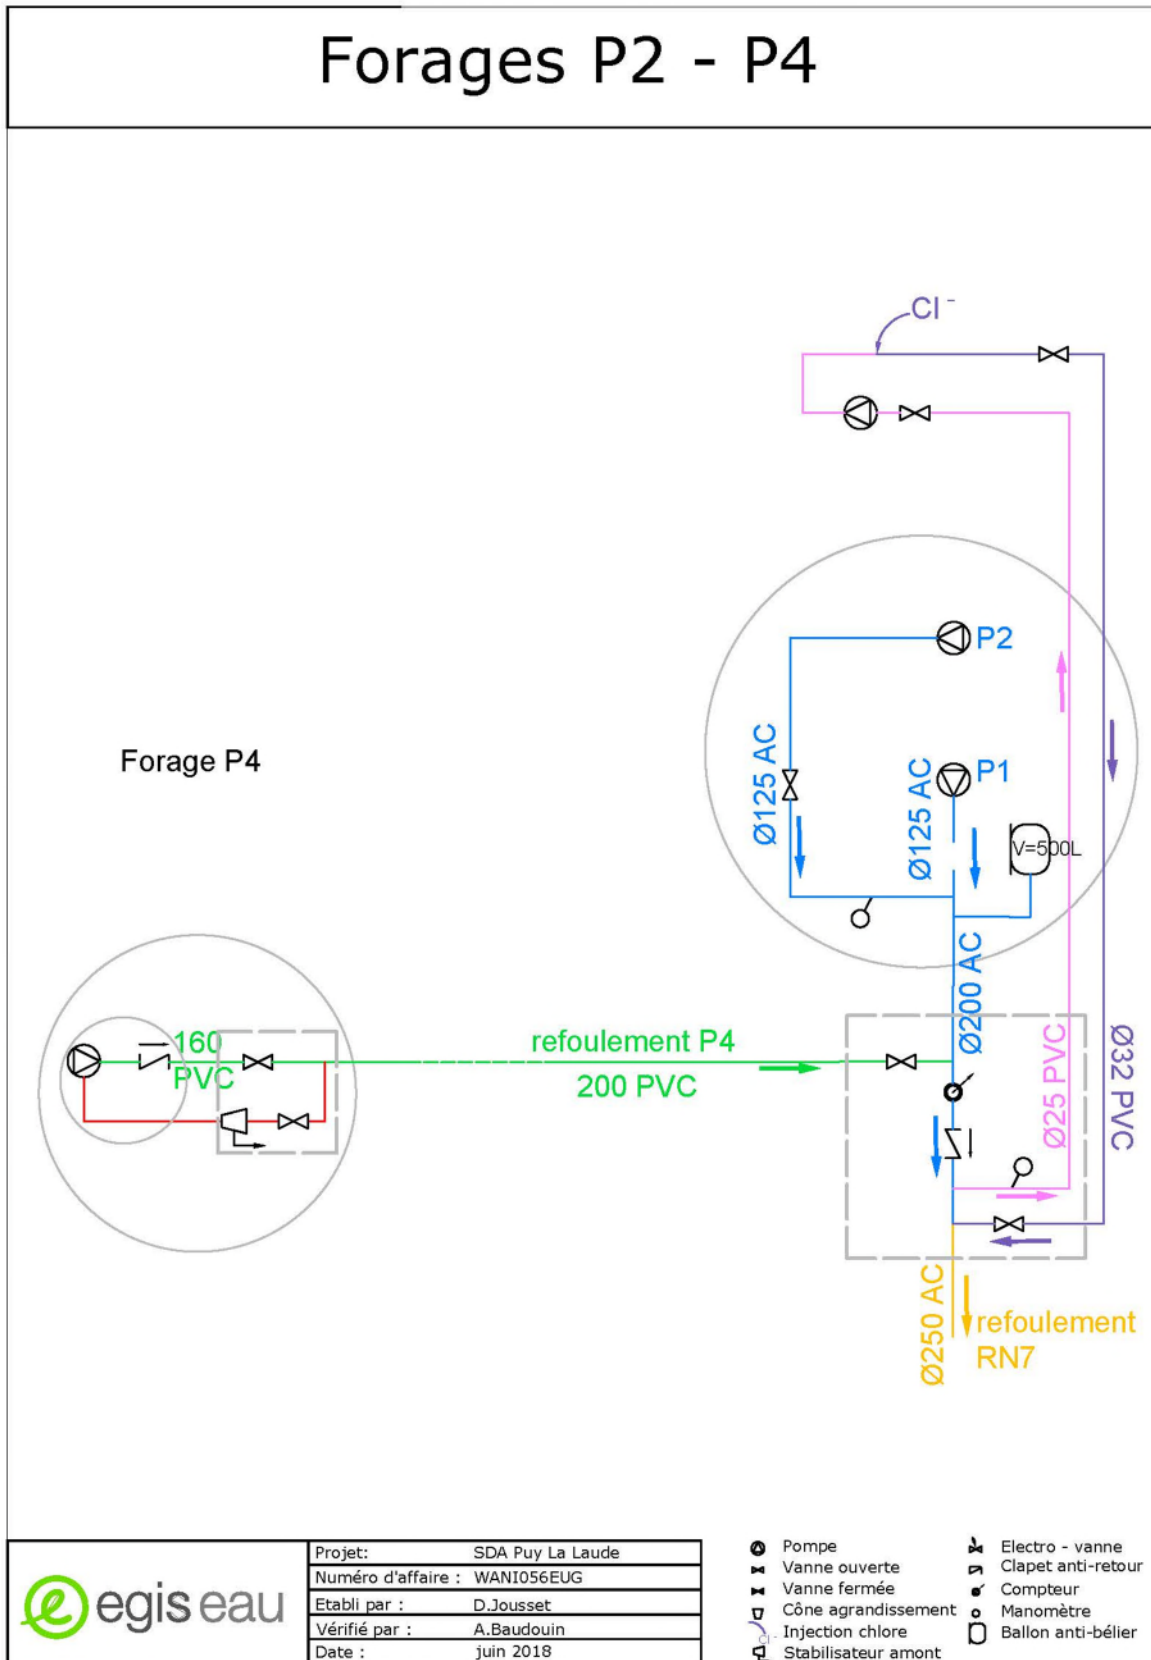 Forages P2 - P4
Cl -
P2
Ø125 AC
P1
Ø125 AC
V=500L
Forage P4
Ø200 AC
160
PVC
refoulement P4
200 PVC
Ø25 PVC
Ø32 PVC
Ø250 AC
refoulement
RN7
egis eau
Projet: SDA Puy La Laude
Numéro d'affaire : WANI056EUG
Etabli par : D.Jousset
Vérifié par : A.Baudouin
Date : juin 2018
Pompe
Vanne ouverte
Vanne fermée
Cône agrandissement
Cl - Injection chlore
Stabilisateur amont
Electro - vanne
Clapet anti-retour
Compteur
Manomètre
Ballon anti-bélier